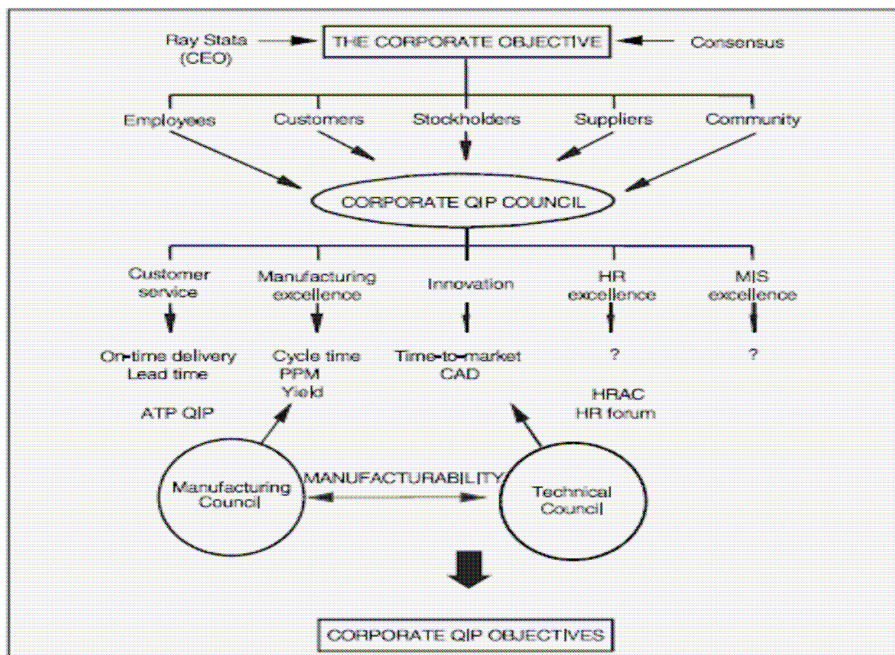 Ray Stata
(CEO)
THE CORPORATE OBJECTIVE
Consensus
Employees
Customers
Stockholders
Suppliers
Community
CORPORATE QIP COUNCIL
Customer
service
Manufacturing
excellence
Innovation
HR
excellence
MIS
excellence
On-time delivery
Lead time
Cycle time
PPM
Yield
Time-to-market
CAD
?
?
ATP QIP
HRAC
HR forum
Manufacturing
Council
MANUFACTURABILITY
Technical
Council
CORPORATE QIP OBJECTIVES